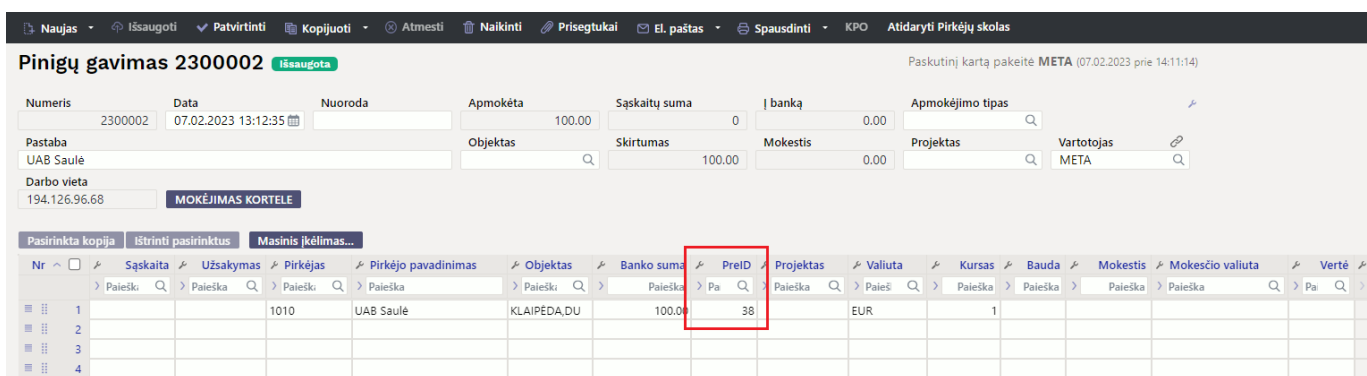 Naujas Išsaugoti Patvirtinti Kopijuoti Atmesti Naikinti Prisegtukai El. paštas Spausdinti KPO Atidaryti Pirkėjų skolas
Pinigų gavimas 2300002 Išsaugota Paskutinį kartą pakeitė META (07.02.2023 prie 14:11:14)
Numeris Data Nuoroda Apmokėta Sąskaitų suma Į banką Apmokėjimo tipas
2300002 07.02.2023 13:12:35 100.00 0 0.00
Pastaba Objektas Skirtumas Mokestis Projektas Vartotojas
UAB Saulė 100.00 0.00 META
Darbo vieta
194.126.96.68 MOKĖJIMAS KORTELE
Pasirinkta kopija Ištrinti pasirinktus Masinis įkėlimas...
Nr Sąskaita Užsakymas Pirkėjas Pirkėjo pavadinimas Objektas Banko suma PreID Projektas Valiuta Kursas Bauda Mokestis Mokesčio valiuta Vertė
> Paiešk: > Paieška > Paiešk: > Paieška > Paiešk: > Paieška > Pa > Paieška > Paieš > Paieška > Paieška > Paieška > Paieška > Pai >
1 1010 UAB Saulė KLAIPĖDA,DU 100.00 38 EUR 1
2
3
4